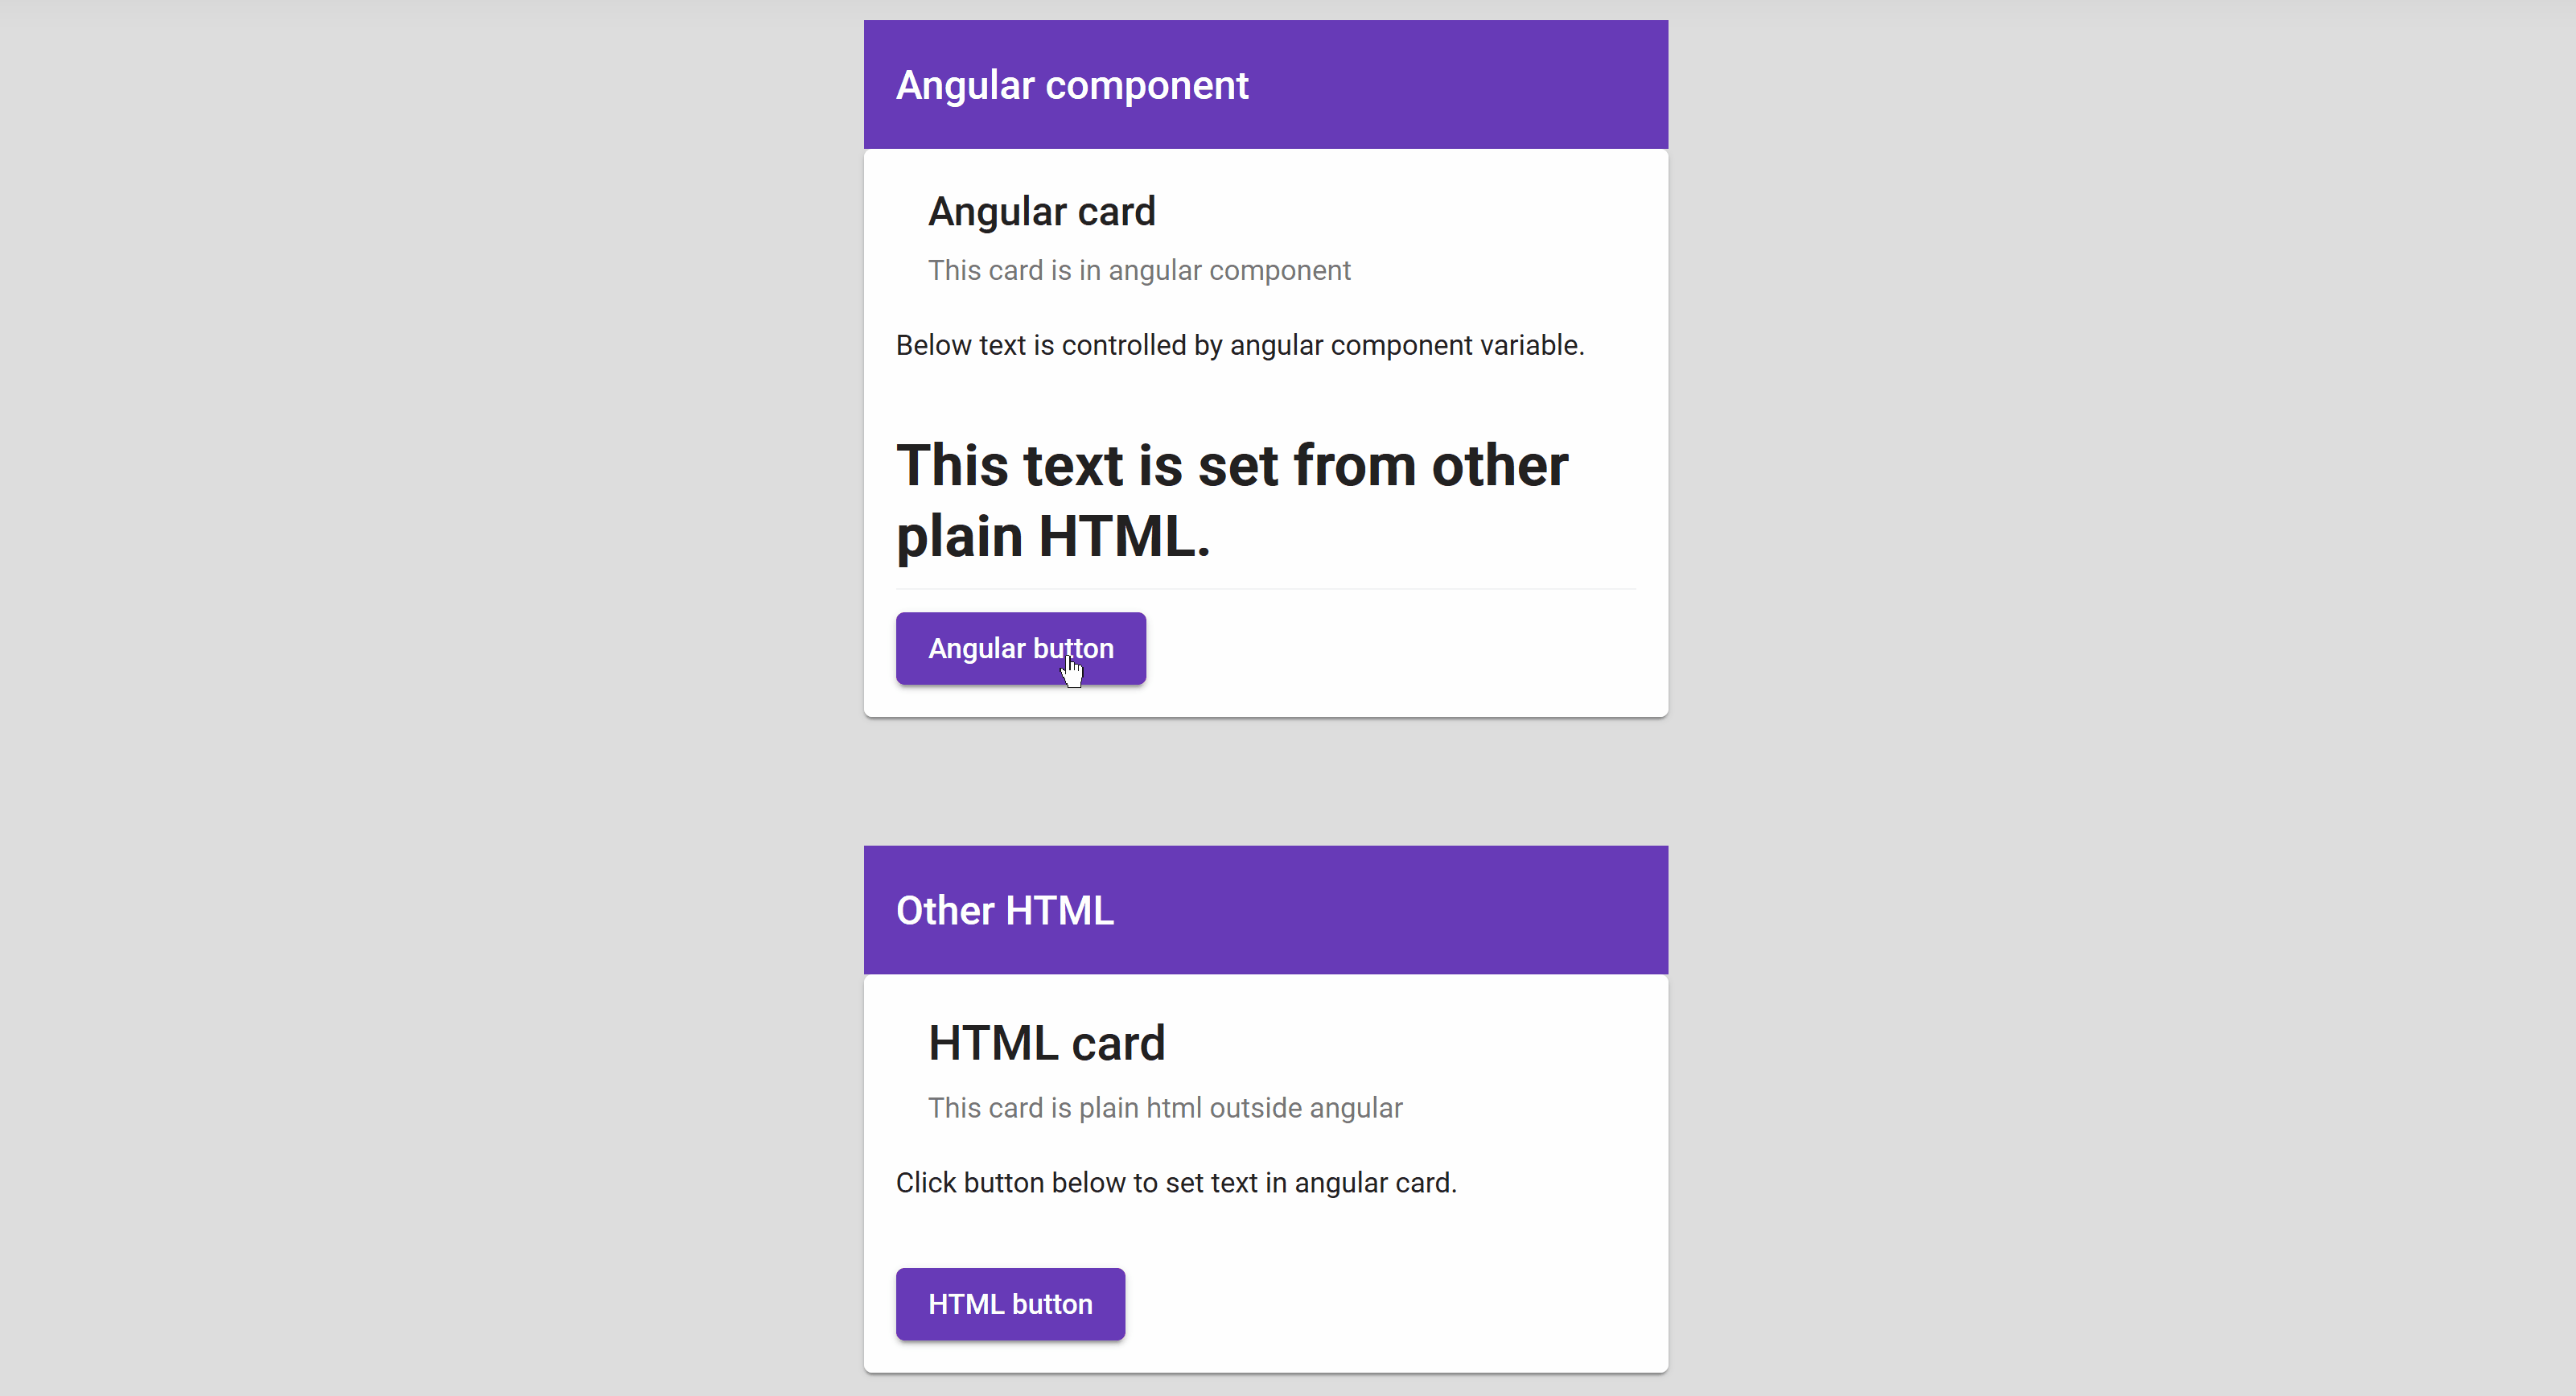 Angular component
Angular card
This card is in angular component
Below text is controlled by angular component variable.
This text is set from other
plain HTML.
Angular button
Other HTML
HTML card
This card is plain html outside angular
Click button below to set text in angular card.
HTML button